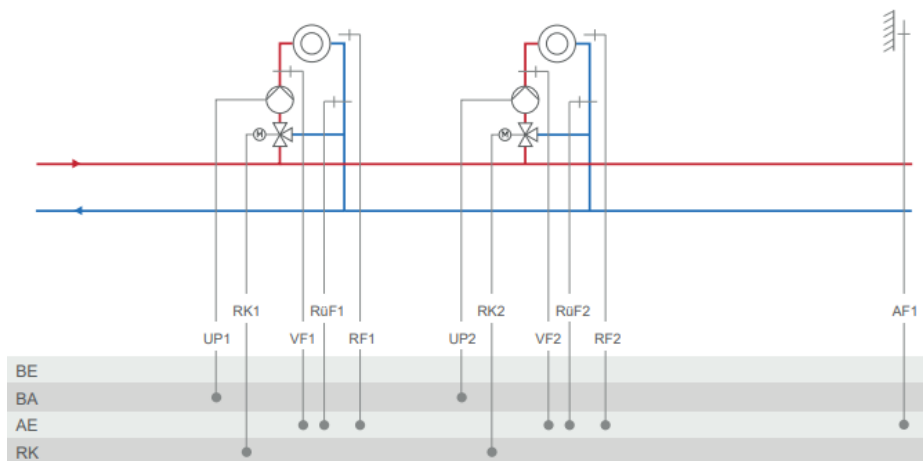 M M
RK1 RüF1 RK2 RüF2 AF1
UP1 VF1 RF1 UP2 VF2 RF2
BE
BA
AE
RK